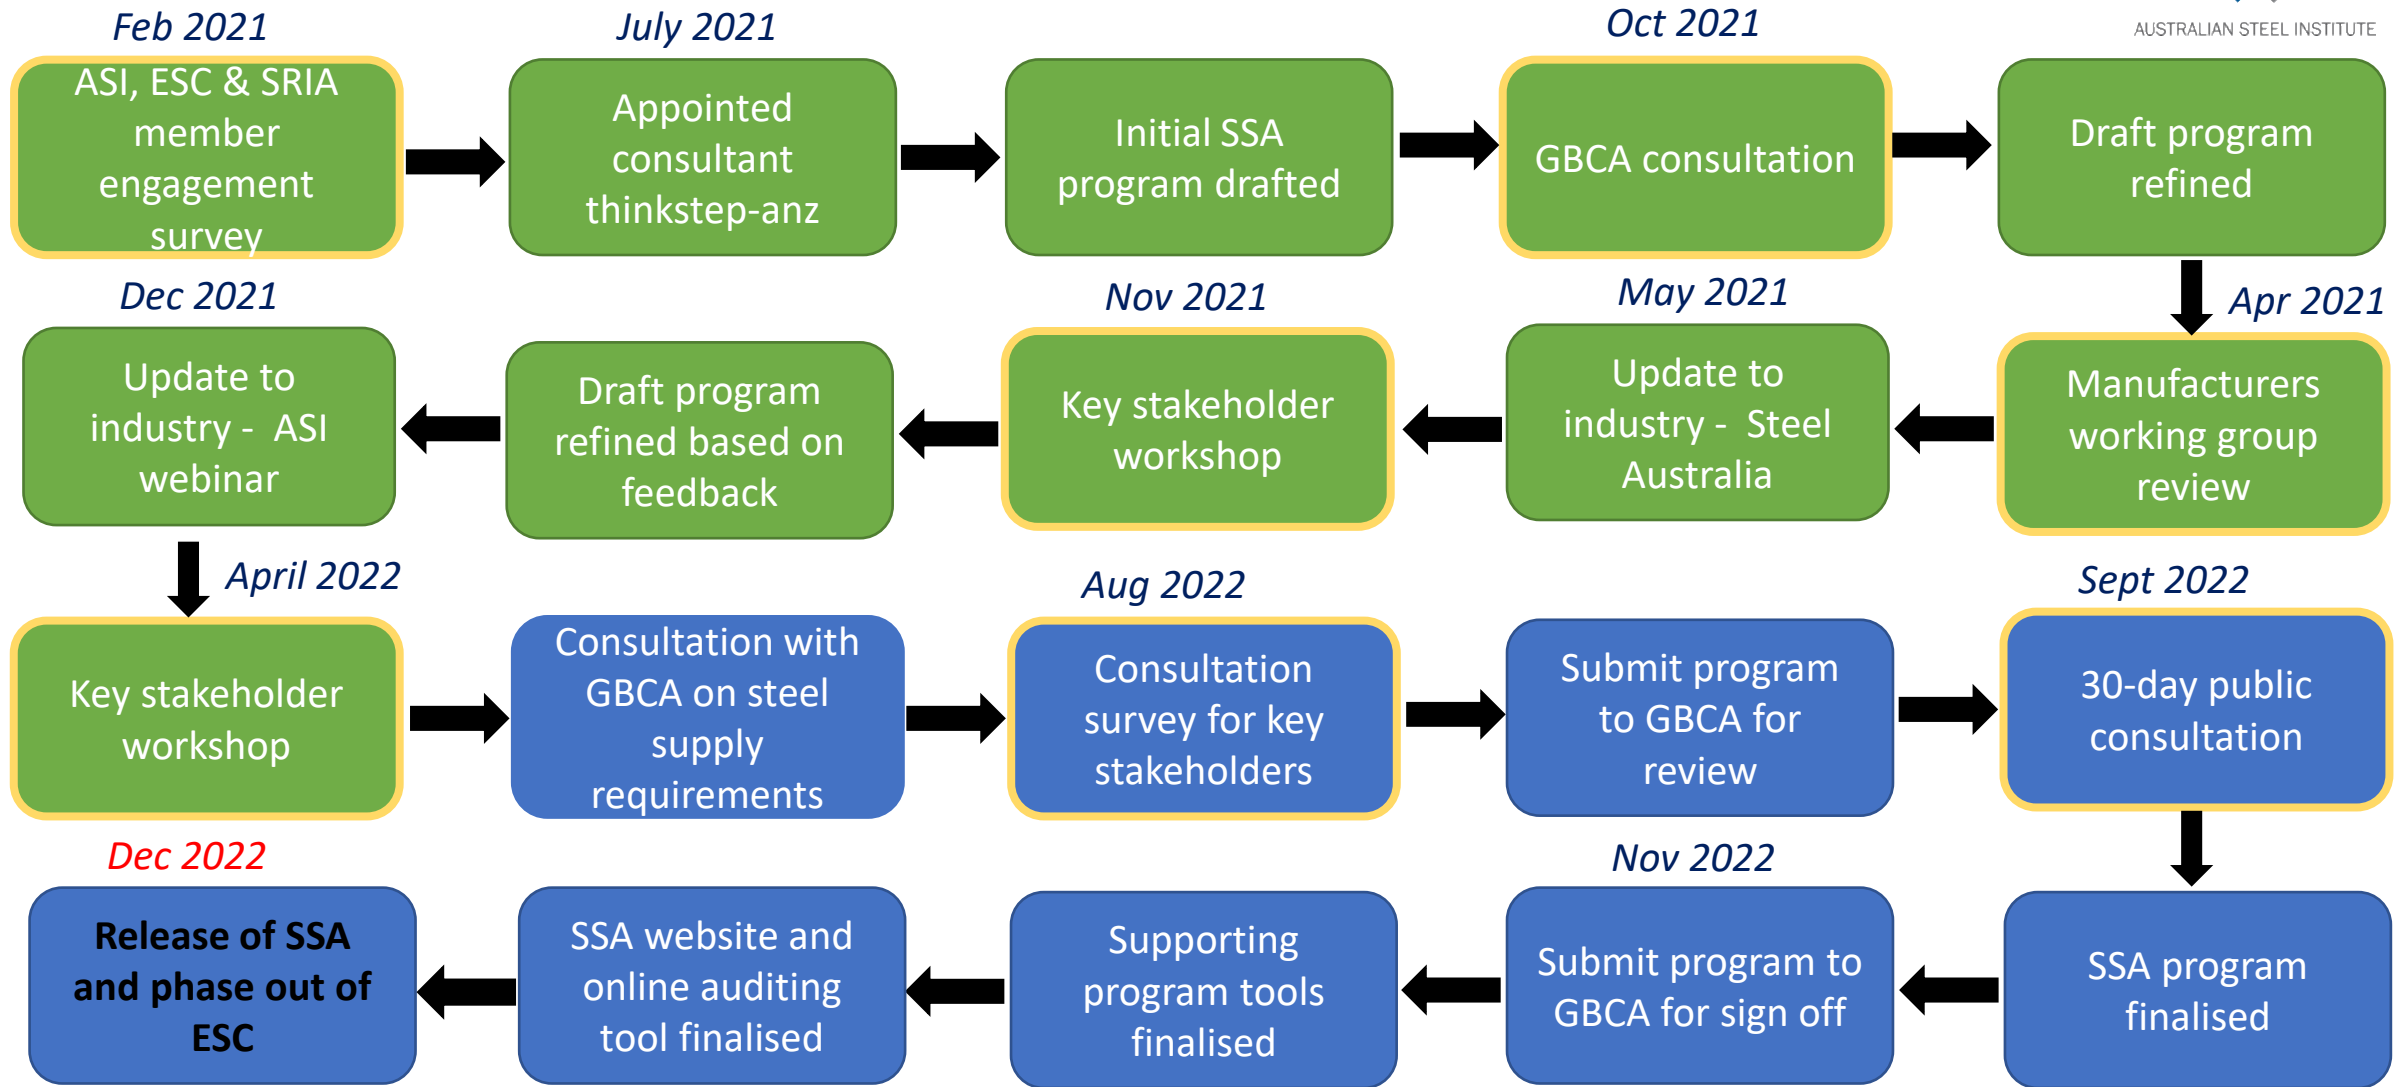 Feb 2021
July 2021
Oct 2021
AUSTRALIAN STEEL INSTITUTE
ASI, ESC & SRIA
member
engagement
survey
Appointed
consultant
thinkstep-anz
Initial SSA
program drafted
GBCA consultation
Draft program
refined
Apr 2021
Manufacturers
working group
review
May 2021
Update to
industry - Steel
Australia
Nov 2021
Key stakeholder
workshop
Draft program
refined based on
feedback
Dec 2021
Update to
industry - ASI
webinar
April 2022
Key stakeholder
workshop
Consultation with
GBCA on steel
supply
requirements
Aug 2022
Consultation
survey for key
stakeholders
Submit program
to GBCA for
review
Sept 2022
30-day public
consultation
SSA program
finalised
Nov 2022
Submit program to
GBCA for sign off
Supporting
program tools
finalised
SSA website and
online auditing
tool finalised
Dec 2022
Release of SSA
and phase out of
ESC